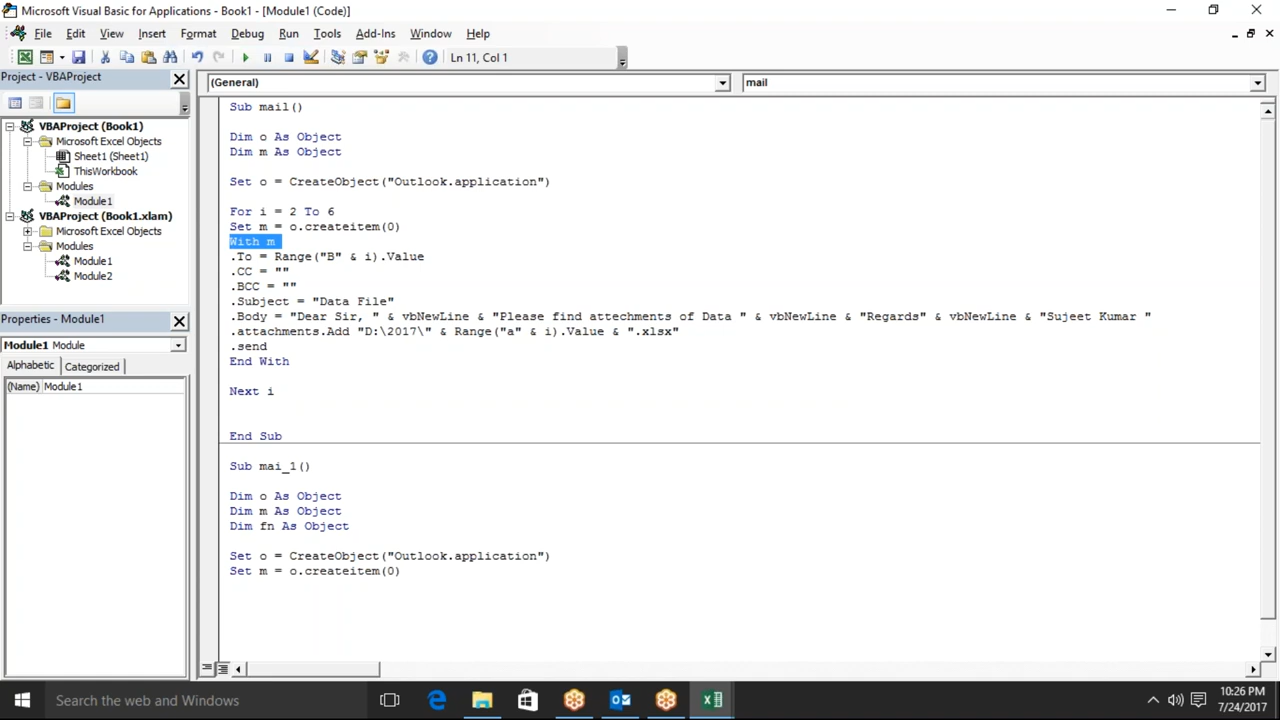 Microsoft Visual Basic for Applications - Book1 - [Module1 (Code)]
File Edit View Insert Format Debug Run Tools Add-Ins Window Help
Ln 11, Col 1
Project - VBAProject
VBAProject (Book1)
Microsoft Excel Objects
Sheet1 (Sheet1)
ThisWorkbook
Modules
Module1
VBAProject (Book1.xlam)
Microsoft Excel Objects
Modules
Module1
Module2
Properties - Module1
Module1 Module
Alphabetic Categorized
(Name) Module1
(General) mail
Sub mail()
Dim o As Object
Dim m As Object
Set o = CreateObject("Outlook.application")
For i = 2 To 6
Set m = o.createitem(0)
With m
.To = Range("B" & i).Value
.CC = ""
.BCC = ""
.Subject = "Data File"
.Body = "Dear Sir, " & vbNewLine & "Please find attechments of Data " & vbNewLine & "Regards" & vbNewLine & "Sujeet Kumar "
.attachments.Add "D:\2017\" & Range("a" & i).Value & ".xlsx"
.send
End With
Next i
End Sub
Sub mai_1()
Dim o As Object
Dim m As Object
Dim fn As Object
Set o = CreateObject("Outlook.application")
Set m = o.createitem(0)
Search the web and Windows
10:26 PM
7/24/2017